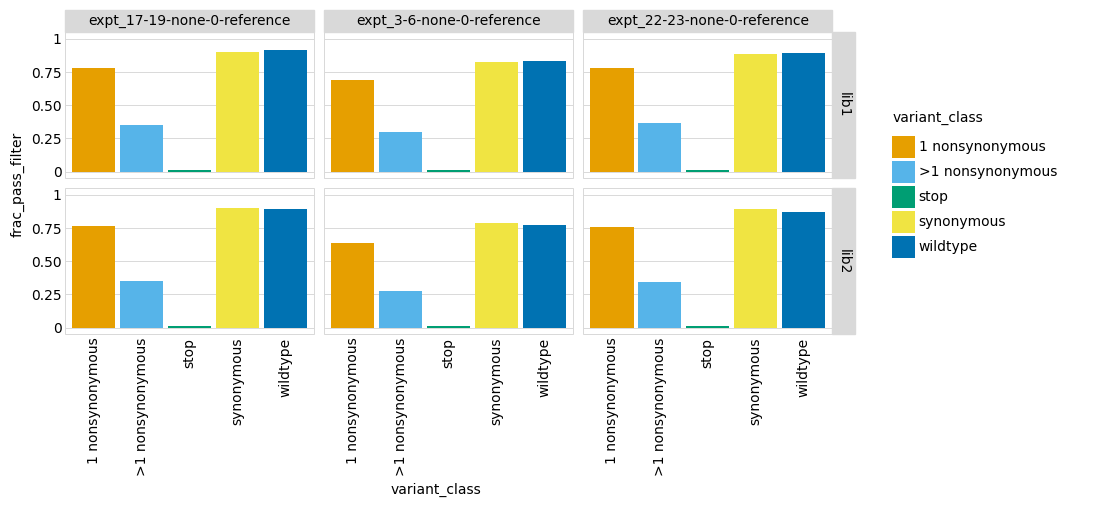 expt_17-19-none-0-reference
expt_3-6-none-0-reference
expt_22-23-none-0-reference
frac_pass_filter
1
0.75
0.50
0.25
0
lib1
1
0.75
0.50
0.25
0
lib2
1 nonsynonymous
>1 nonsynonymous
stop
synonymous
wildtype
1 nonsynonymous
>1 nonsynonymous
stop
synonymous
wildtype
1 nonsynonymous
>1 nonsynonymous
stop
synonymous
wildtype
variant_class
variant_class
1 nonsynonymous
>1 nonsynonymous
stop
synonymous
wildtype